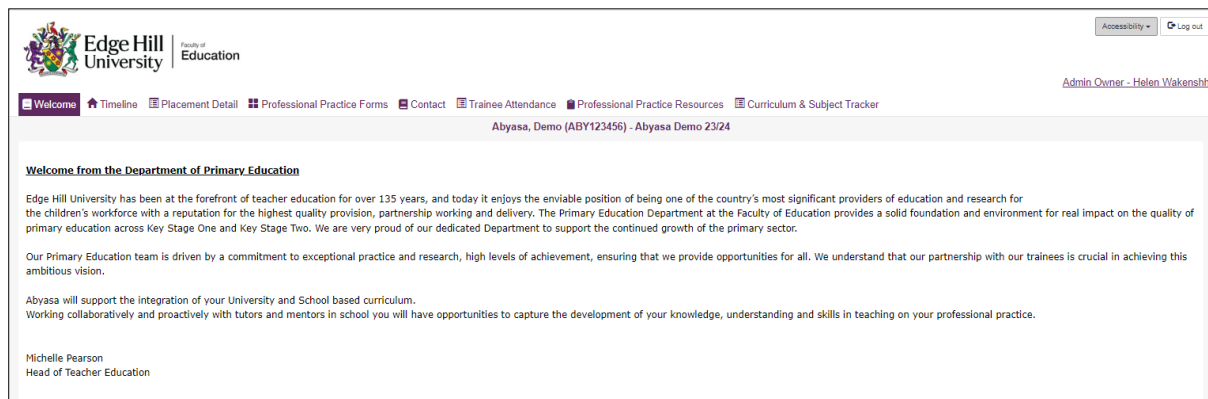 Accessibility
Log out
Edge Hill
University
Faculty of
Education
Admin Owner - Helen Wakenshh
Welcome Timeline Placement Detail Professional Practice Forms Contact Trainee Attendance Professional Practice Resources Curriculum & Subject Tracker
Abyasa, Demo (ABY123456) - Abyasa Demo 23/24
Welcome from the Department of Primary Education
Edge Hill University has been at the forefront of teacher education for over 135 years, and today it enjoys the enviable position of being one of the country's most significant providers of education and research for
the children's workforce with a reputation for the highest quality provision, partnership working and delivery. The Primary Education Department at the Faculty of Education provides a solid foundation and environment for real impact on the quality of
primary education across Key Stage One and Key Stage Two. We are very proud of our dedicated Department to support the continued growth of the primary sector.
Our Primary Education team is driven by a commitment to exceptional practice and research, high levels of achievement, ensuring that we provide opportunities for all. We understand that our partnership with our trainees is crucial in achieving this
ambitious vision.
Abyasa will support the integration of your University and School based curriculum.
Working collaboratively and proactively with tutors and mentors in school you will have opportunities to capture the development of your knowledge, understanding and skills in teaching on your professional practice.
Michelle Pearson
Head of Teacher Education